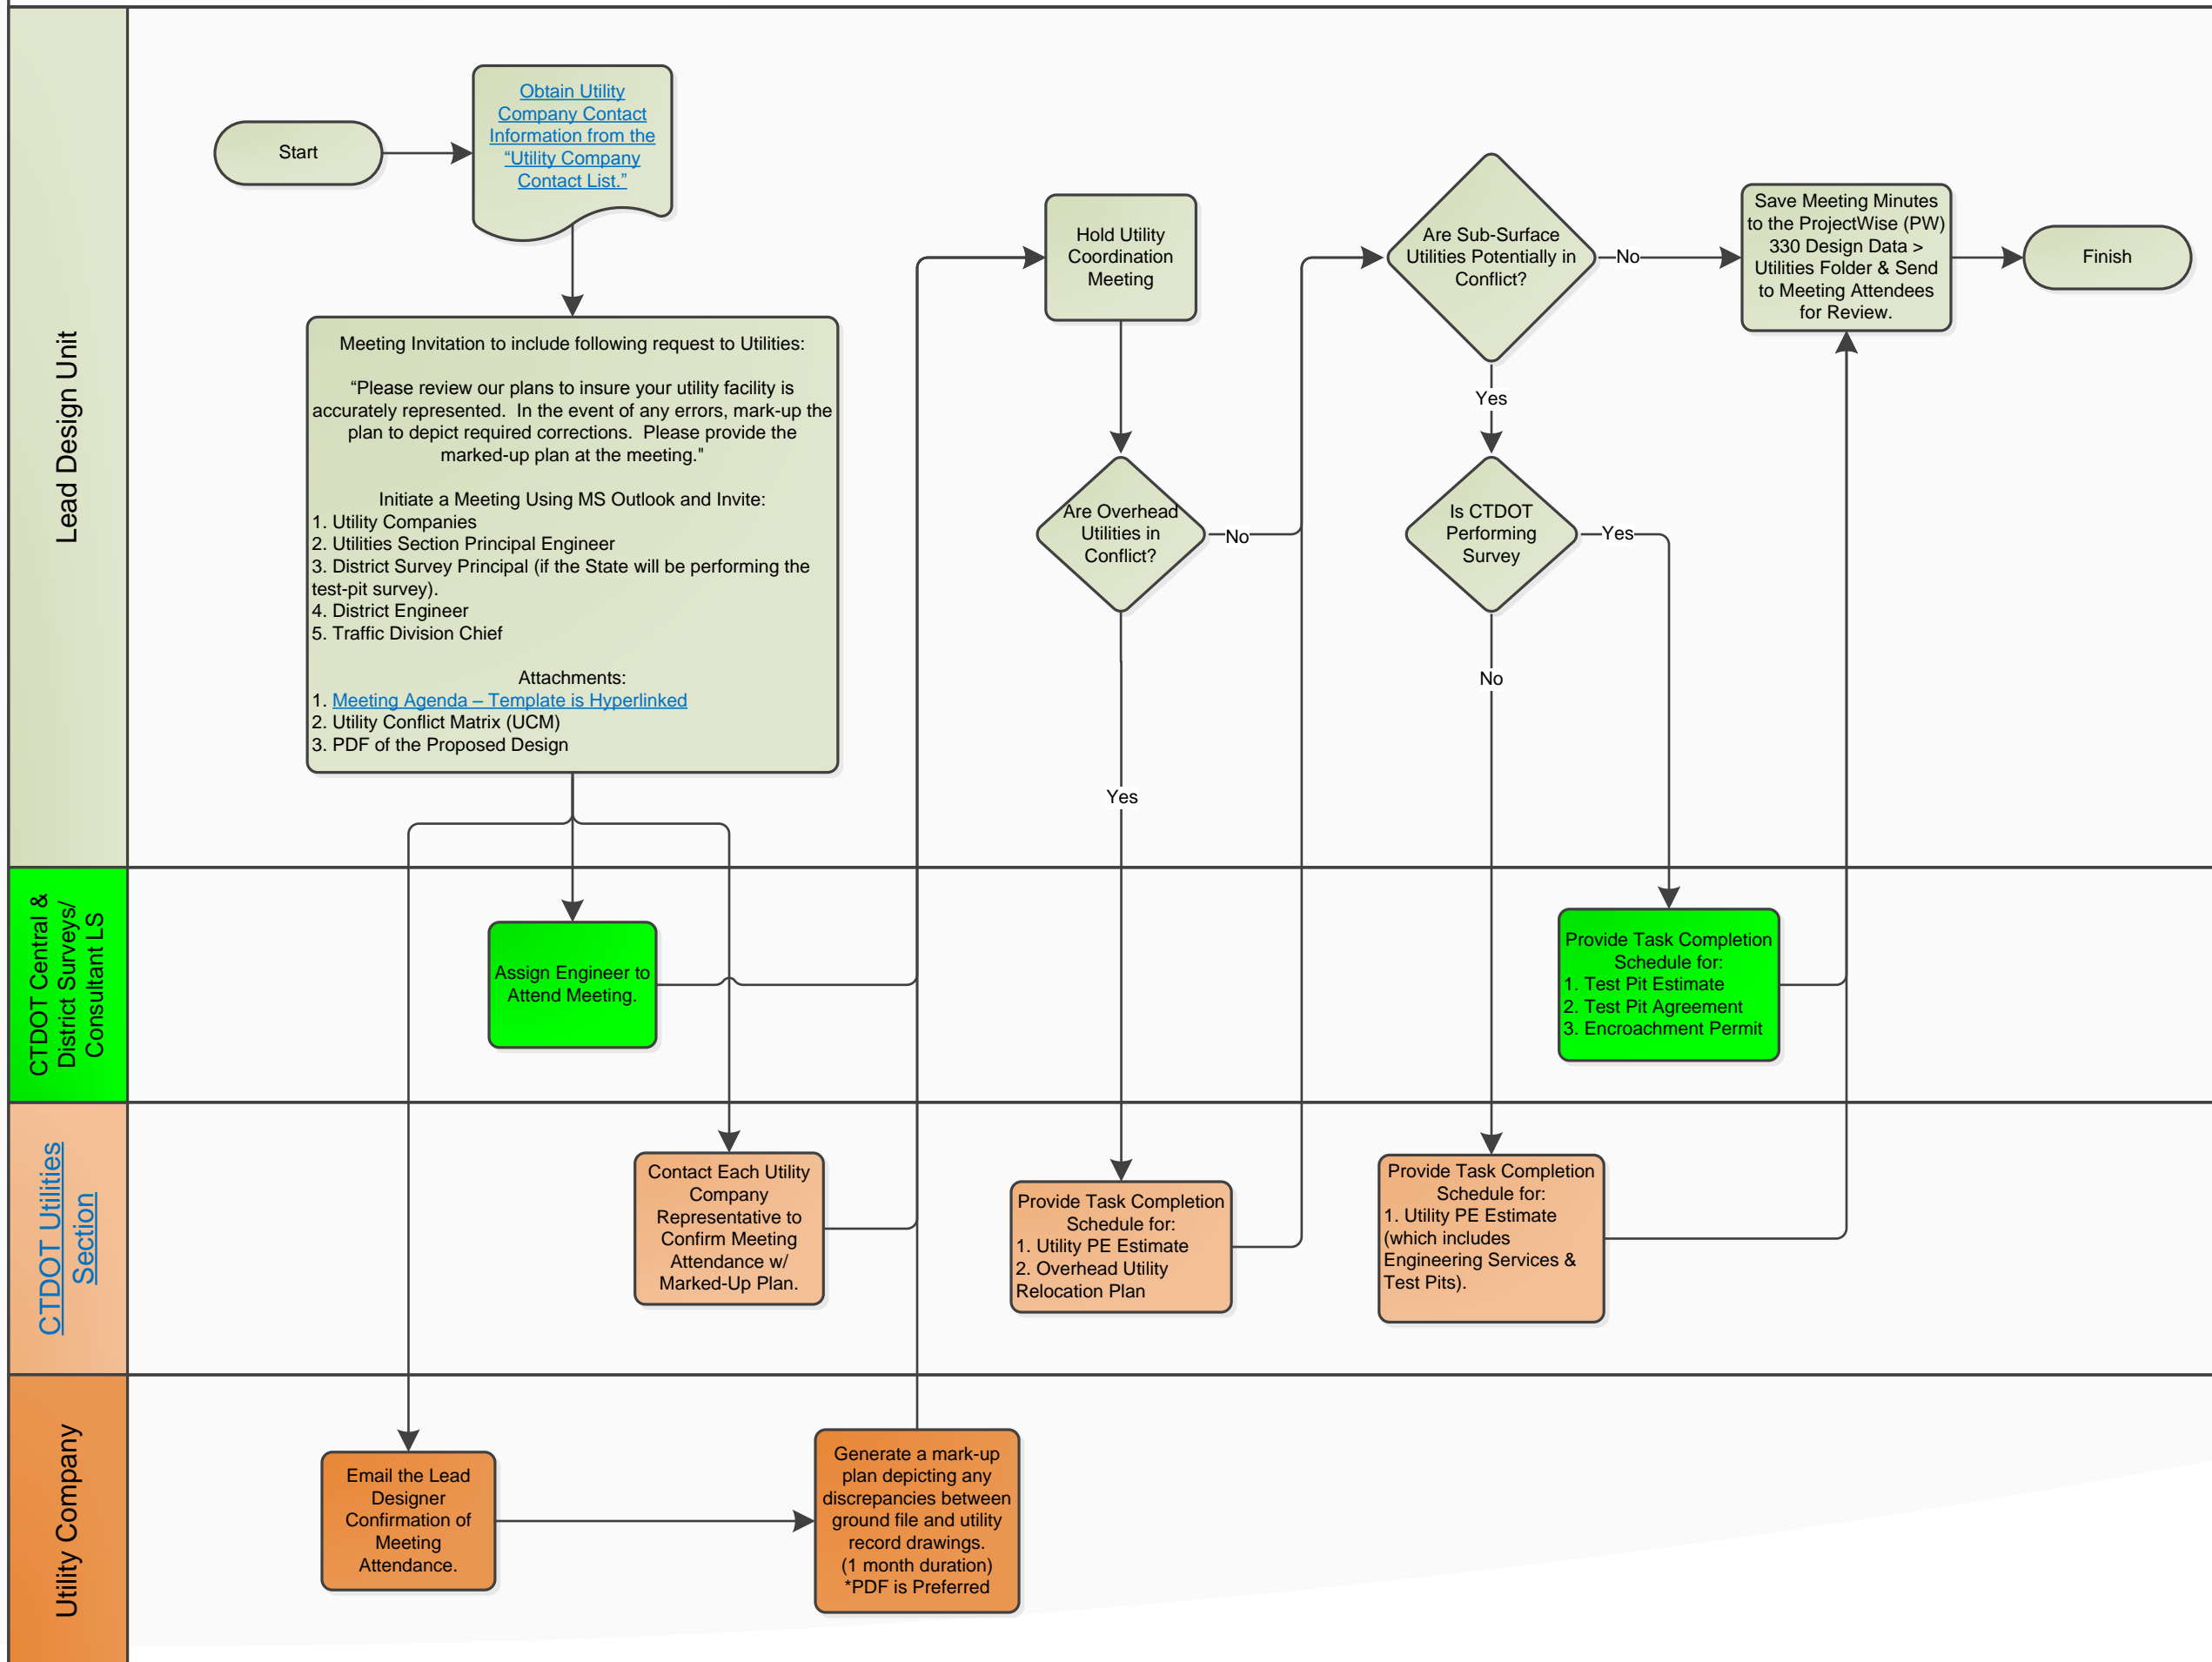 Lead Design Unit
Start
Obtain Utility
Company Contact
Information from the
“Utility Company
Contact List.”
Meeting Invitation to include following request to Utilities:
“Please review our plans to insure your utility facility is
accurately represented.  In the event of any errors, mark-up the
plan to depict required corrections.  Please provide the
marked-up plan at the meeting."
Initiate a Meeting Using MS Outlook and Invite:
1. Utility Companies
2. Utilities Section Principal Engineer
3. District Survey Principal (if the State will be performing the
test-pit survey).
4. District Engineer
5. Traffic Division Chief
Attachments:
1. Meeting Agenda – Template is Hyperlinked
2. Utility Conflict Matrix (UCM)
3. PDF of the Proposed Design
Hold Utility
Coordination
Meeting
Are Overhead
Utilities in
Conflict?
No
Yes
Are Sub-Surface
Utilities Potentially in
Conflict?
No
Yes
Is CTDOT
Performing
Survey
Yes
No
Save Meeting Minutes
to the ProjectWise (PW)
330 Design Data >
Utilities Folder & Send
to Meeting Attendees
for Review.
Finish
CTDOT Central &
District Surveys/
Consultant LS
Assign Engineer to
Attend Meeting.
Provide Task Completion
Schedule for:
1. Test Pit Estimate
2. Test Pit Agreement
3. Encroachment Permit
CTDOT Utilities
Section
Contact Each Utility
Company
Representative to
Confirm Meeting
Attendance w/
Marked-Up Plan.
Provide Task Completion
Schedule for:
1. Utility PE Estimate
2. Overhead Utility
Relocation Plan
Provide Task Completion
Schedule for:
1. Utility PE Estimate
(which includes
Engineering Services &
Test Pits).
Utility Company
Email the Lead
Designer
Confirmation of
Meeting
Attendance.
Generate a mark-up
plan depicting any
discrepancies between
ground file and utility
record drawings.
(1 month duration)
*PDF is Preferred